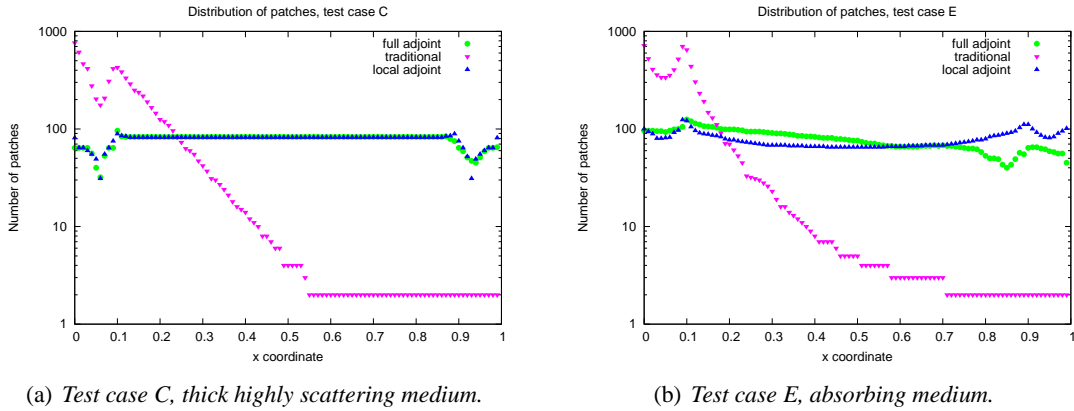 Distribution of patches, test case C
1000
100
10
1
Number of patches
full adjoint
traditional
local adjoint
0 0.1 0.2 0.3 0.4 0.5 0.6 0.7 0.8 0.9 1
x coordinate
(a) Test case C, thick highly scattering medium.
Distribution of patches, test case E
1000
100
10
1
Number of patches
full adjoint
traditional
local adjoint
0 0.1 0.2 0.3 0.4 0.5 0.6 0.7 0.8 0.9 1
x coordinate
(b) Test case E, absorbing medium.